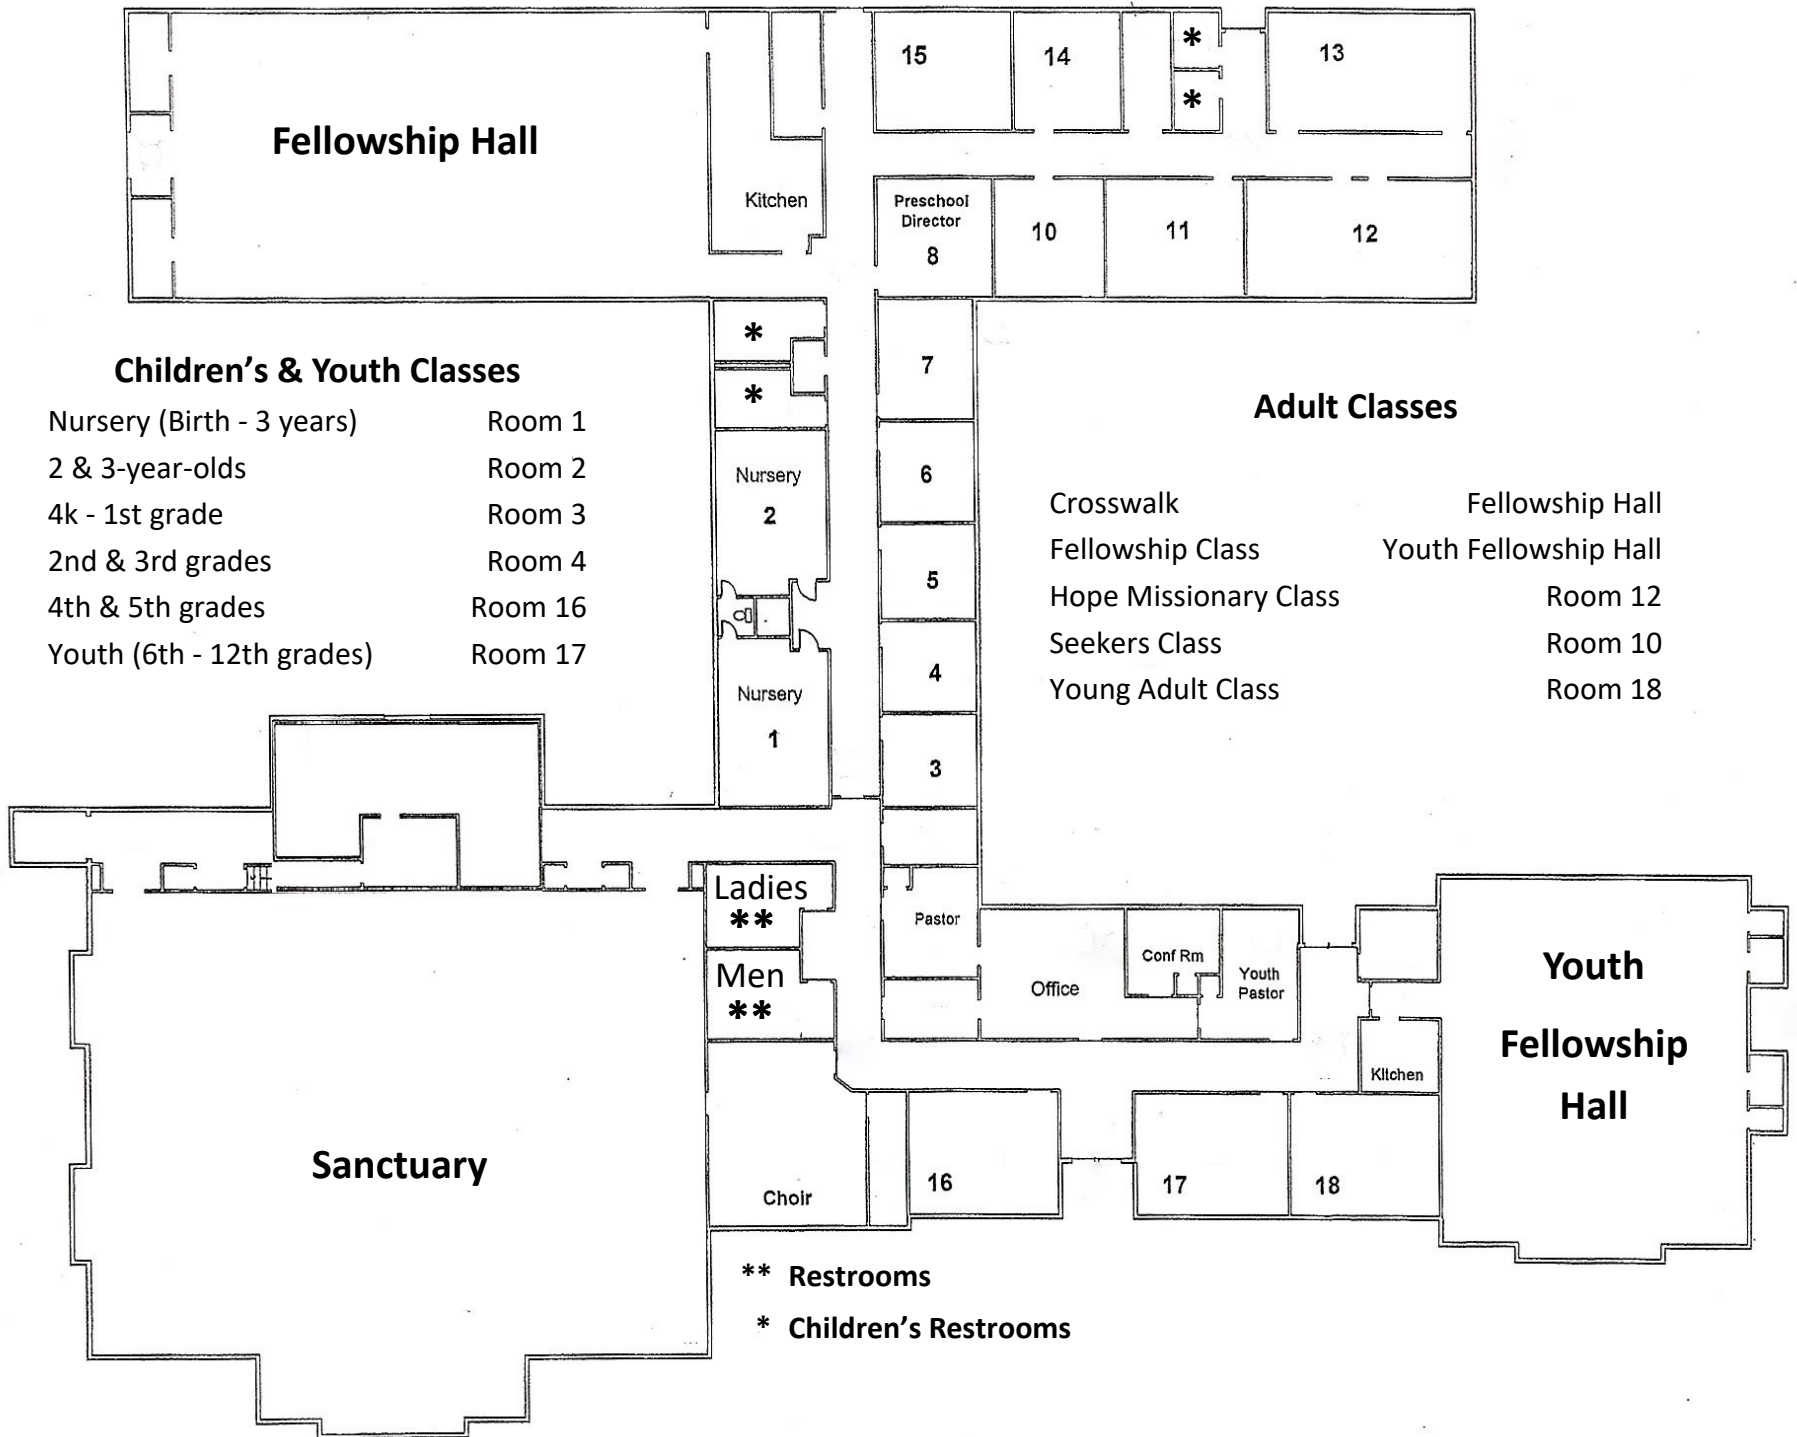 15
14
*
13
*
Fellowship Hall
Kitchen
Preschool
Director
8
10
11
12
*
7
*
Children's & Youth Classes
Nursery (Birth - 3 years) Room 1
2 & 3-year-olds Room 2
4k - 1st grade Room 3
2nd & 3rd grades Room 4
4th & 5th grades Room 16
Youth (6th - 12th grades) Room 17
Nursery
2
6
5
4
Nursery
1
3
Adult Classes
Crosswalk Fellowship Hall
Fellowship Class Youth Fellowship Hall
Hope Missionary Class Room 12
Seekers Class Room 10
Young Adult Class Room 18
Ladies
**
Men
**
Pastor
Office
Conf Rm
Youth
Pastor
Youth
Fellowship
Hall
Kitchen
Sanctuary
Choir
16
17
18
** Restrooms
* Children's Restrooms